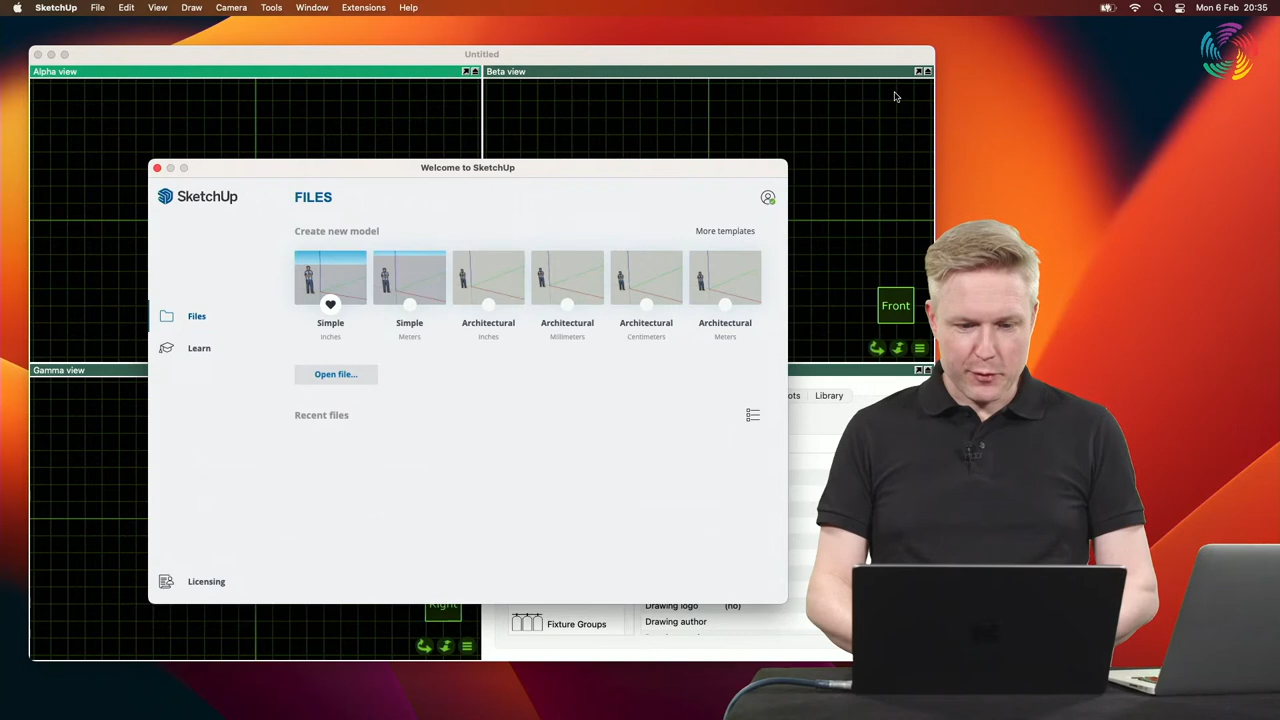 SketchUp File Edit View Draw Camera Tools Window Extensions Help Mon 6 Feb 20:35
Untitled
Alpha view
Beta view
Welcome to SketchUp
SketchUp
FILES
Create new model
More templates
Simple
Inches
Simple
Meters
Architectural
Inches
Architectural
Millimeters
Architectural
Centimeters
Architectural
Meters
Files
Learn
Open file...
Recent files
Licensing
Front
Gamma view
ots
Library
Right
Fixture Groups
Drawing logo (no)
Drawing author